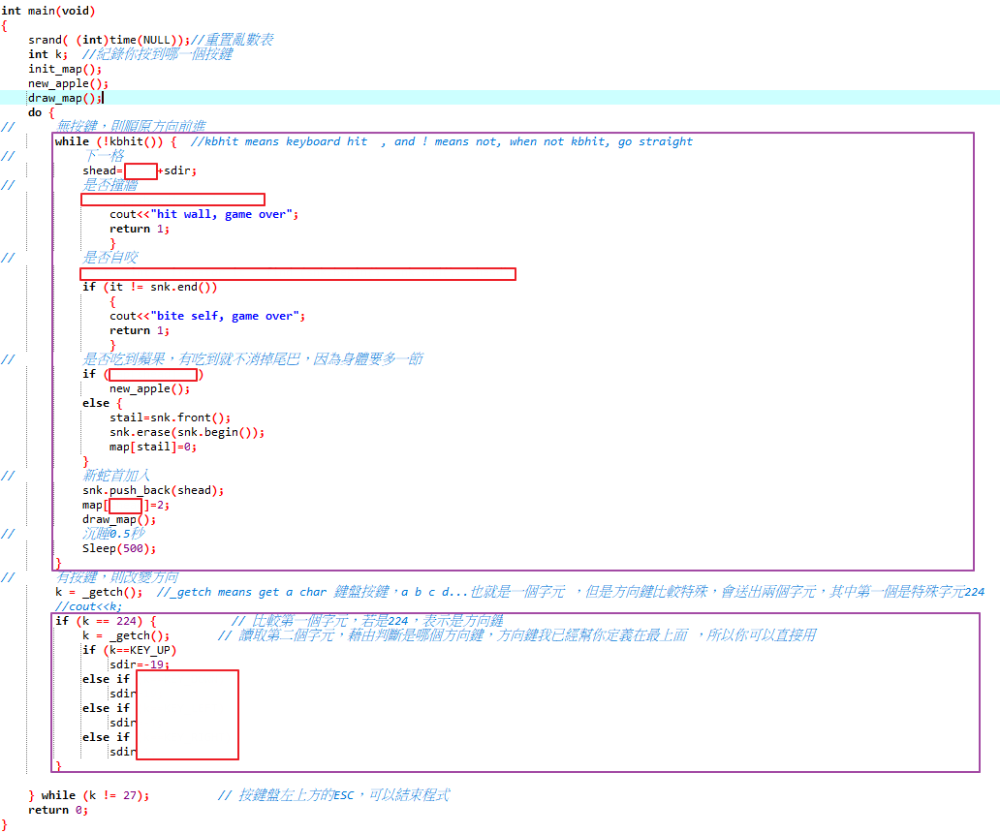 int main(void)
{
srand( (int)time(NULL));//重置亂數表
int k;  //紀錄你按到哪一個按鍵
init_map();
new_apple();
draw_map();
do {
//      無按鍵，則順原方向前進
while (!kbhit()) {  //kbhit means keyboard hit  , and ! means not, when not kbhit, go straight
//          下一格
shead=     +sdir;
//          是否撞牆
cout<<"hit wall, game over";
return 1;
}
//          是否自咬
if (it != snk.end())
{
cout<<"bite self, game over";
return 1;
}
//          是否吃到蘋果，有吃到就不消掉尾巴，因為身體要多一節
if (             )
new_apple();
else {
stail=snk.front();
snk.erase(snk.begin());
map[stail]=0;
}
//          新蛇首加入
snk.push_back(shead);
map[     ]=2;
draw_map();
//          沉睡0.5秒
Sleep(500);
}
//      有按鍵，則改變方向
k = _getch();  //_getch means get a char 鍵盤按鍵，a b c d...也就是一個字元 ，但是方向鍵比較特殊，會送出兩個字元，其中第一個是特殊字元224
//cout<<k;
if (k == 224) {           // 比較第一個字元，若是224，表示是方向鍵
k = _getch();       // 讀取第二個字元，藉由判斷是哪個方向鍵，方向鍵我已經幫你定義在最上面 ，所以你可以直接用
if (k==KEY_UP)
sdir=-19;
else if
sdir
else if
sdir
else if
sdir
}
} while (k != 27);          // 按鍵盤左上方的ESC，可以結束程式
return 0;
}